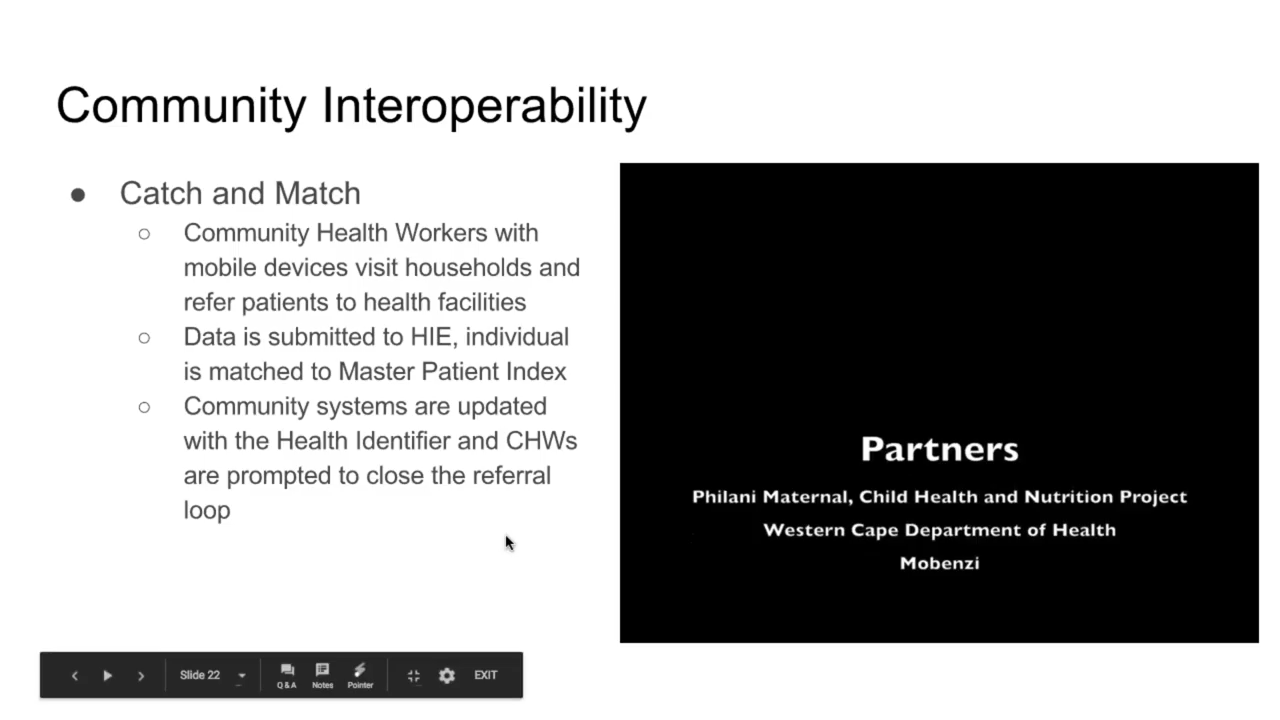 Community Interoperability
● Catch and Match
○ Community Health Workers with
mobile devices visit households and
refer patients to health facilities
○ Data is submitted to HIE, individual
is matched to Master Patient Index
○ Community systems are updated
with the Health Identifier and CHWs
are prompted to close the referral
loop
Partners
Philani Maternal, Child Health and Nutrition Project
Western Cape Department of Health
Mobenzi
Slide 22
Q & A
Notes
Pointer
EXIT